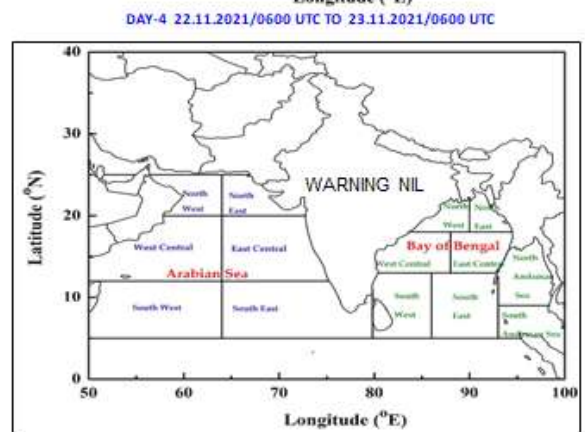 Longitude (°E)
DAY-4 22.11.2021/0600 UTC TO 23.11.2021/0600 UTC
40
30
20
10
0
Latitude (°N)
WARNING NIL
North West
North East
North West
North East
West Central
East Central
Arabian Sea
Bay of Bengal
West Central
East Central
North Andaman Sea
South West
South East
South West
South East
South Andaman Sea
50 60 70 80 90 100
Longitude (°E)